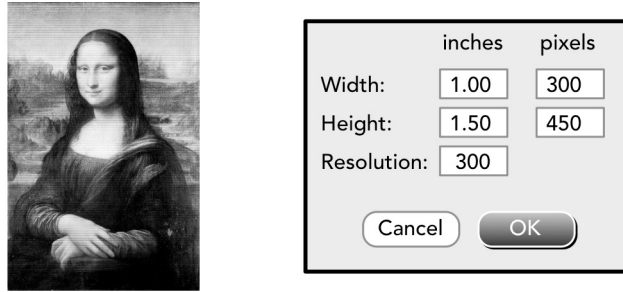 inches pixels
Width: 1.00 300
Height: 1.50 450
Resolution: 300
Cancel OK